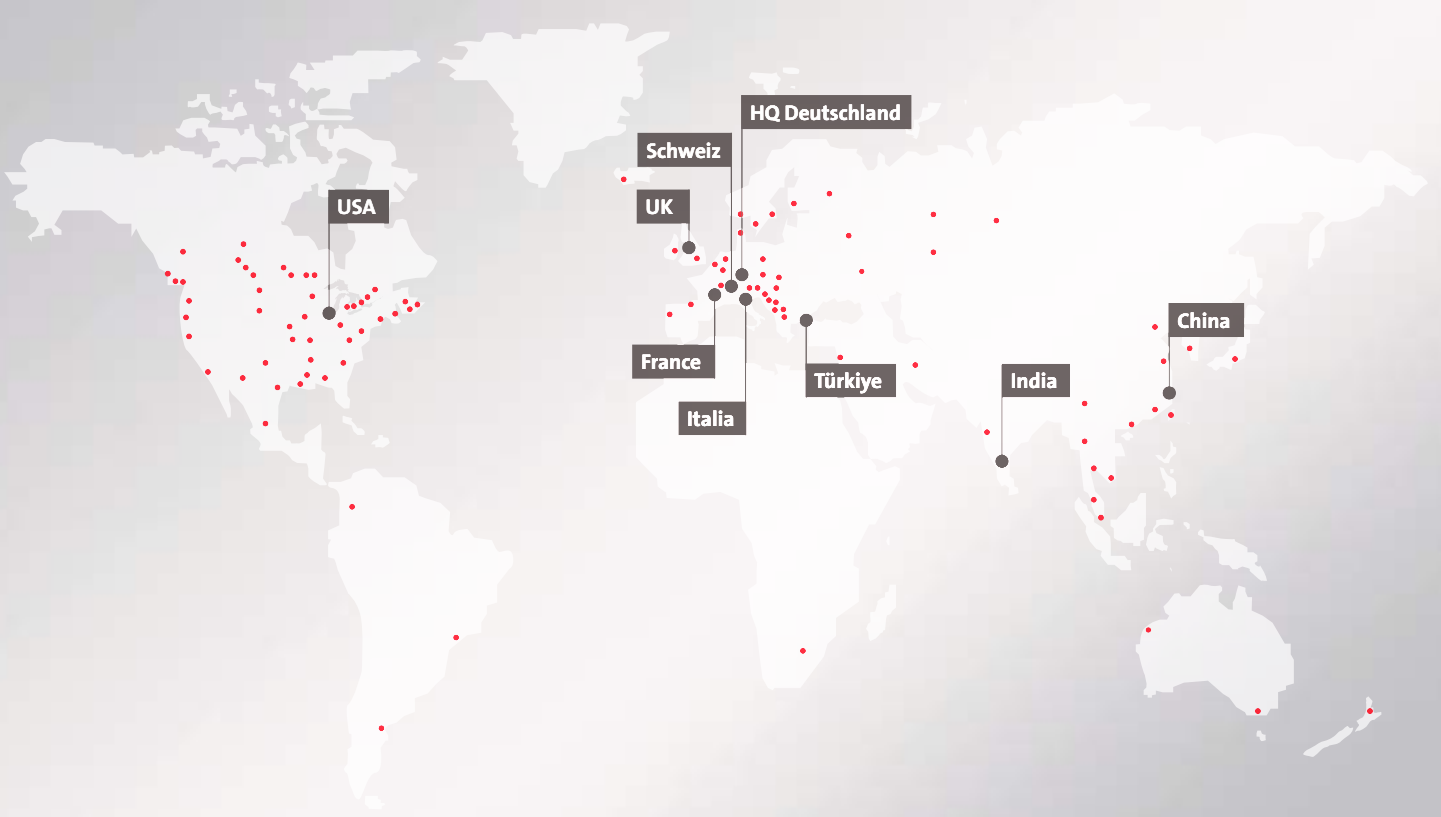 HQ Deutschland
Schweiz
USA
UK
China
France
Türkiye
India
Italia